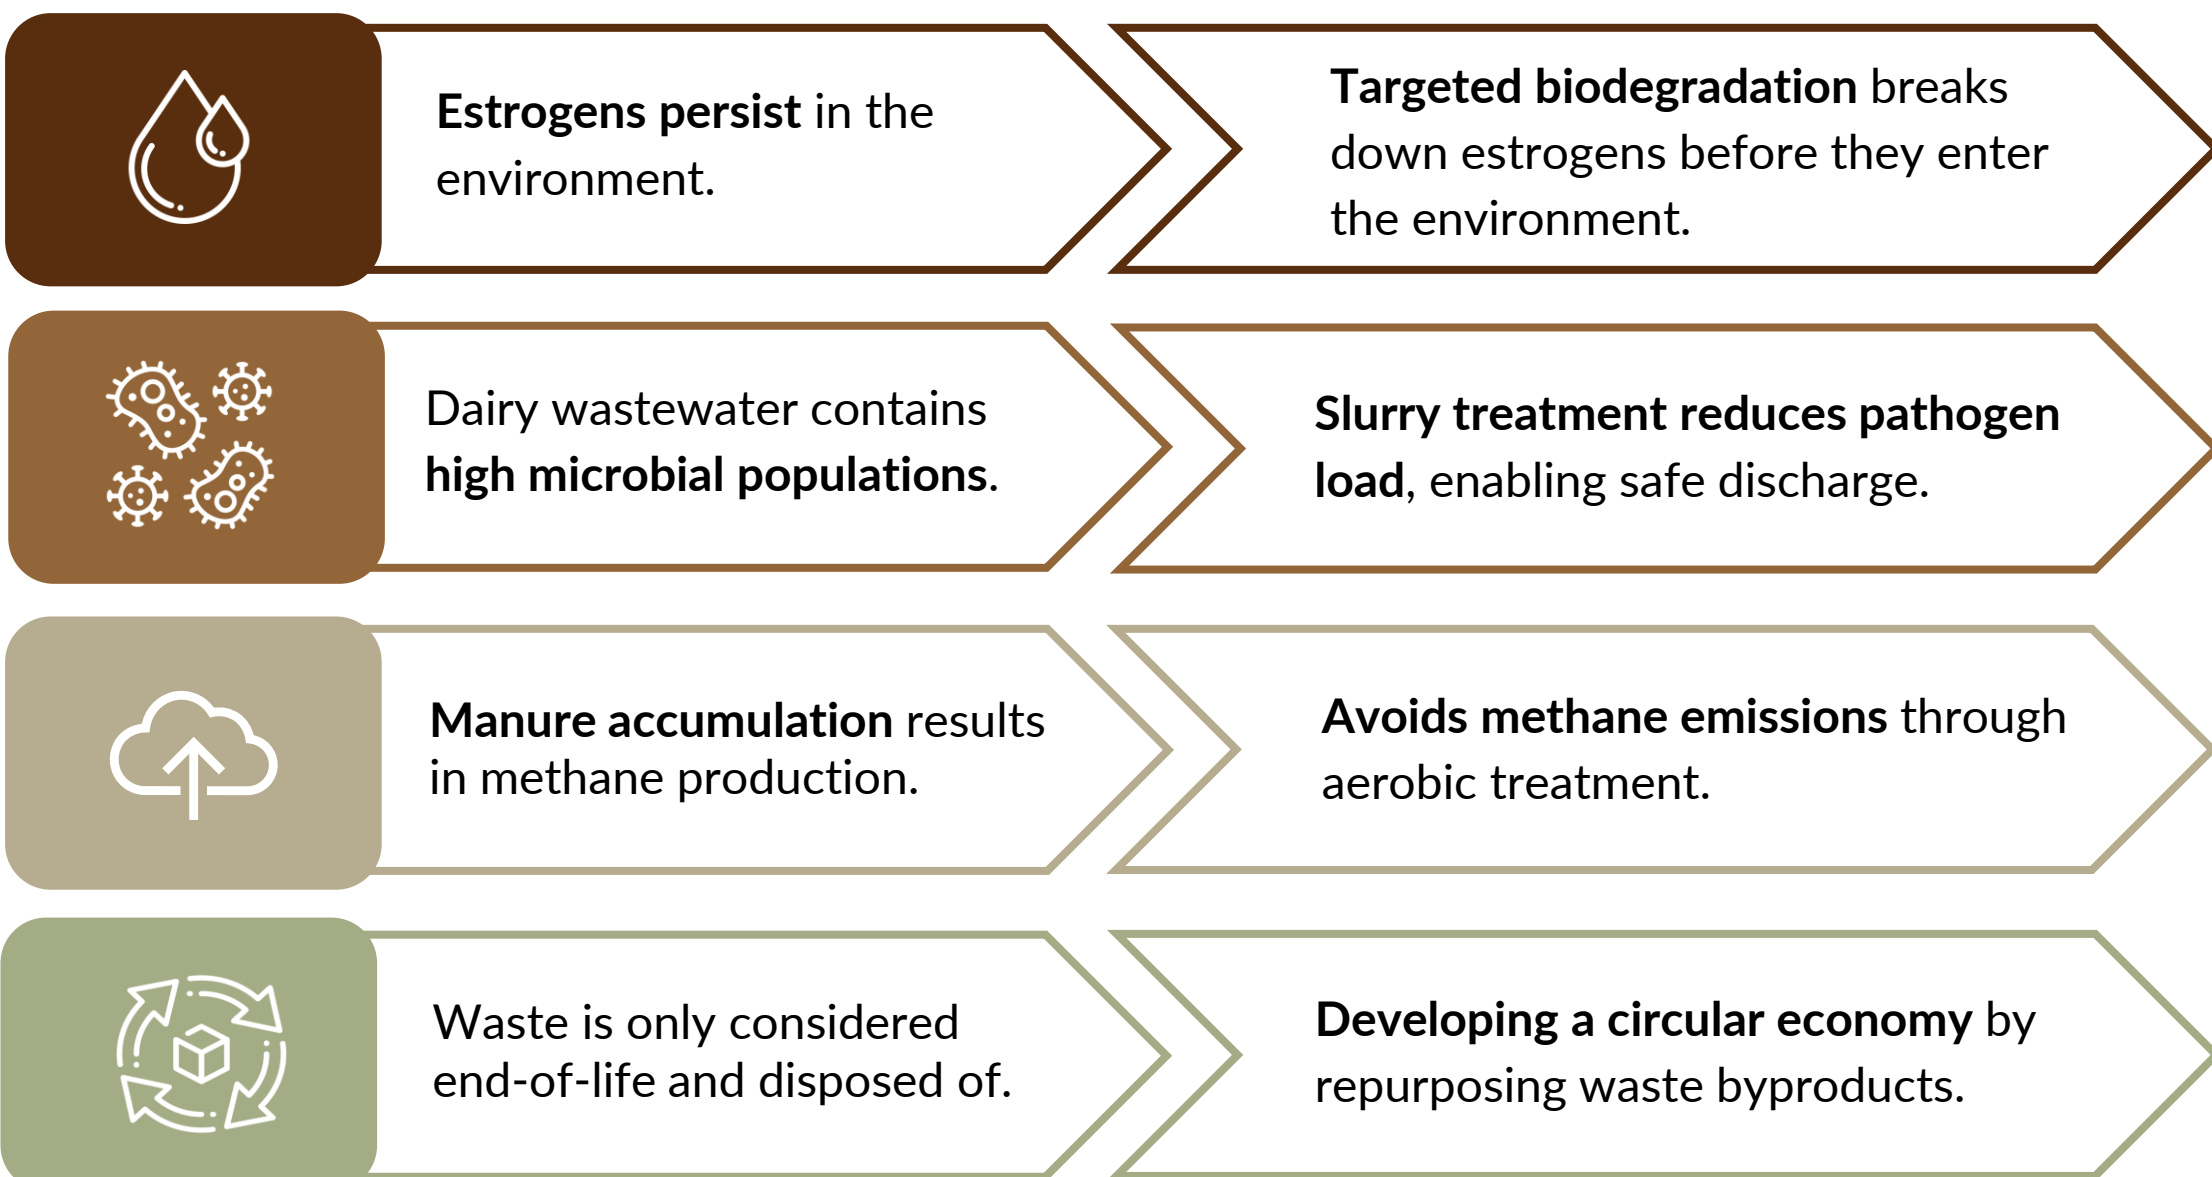 Estrogens persist in the
environment.
Targeted biodegradation breaks
down estrogens before they enter
the environment.
Dairy wastewater contains
high microbial populations.
Slurry treatment reduces pathogen
load, enabling safe discharge.
Manure accumulation results
in methane production.
Avoids methane emissions through
aerobic treatment.
Waste is only considered
end-of-life and disposed of.
Developing a circular economy by
repurposing waste byproducts.